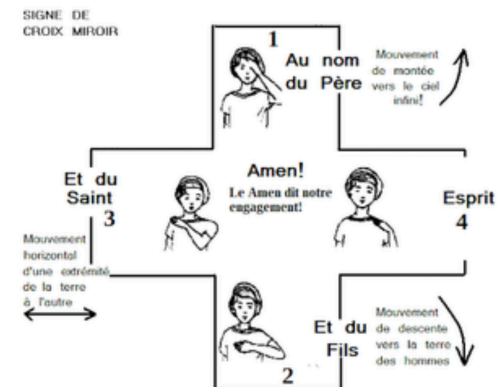 SIGNE DE
CROIX MIROIR
1
Au nom
du Père
Mouvement
de montée
vers le ciel
infini!
Et du
Saint
3
Amen!
Le Amen dit notre
engagement!
Esprit
4
Mouvement
horizontal
d'une extrémité
de la terre
à l'autre
Et du
Fils
2
Mouvement
de descente
vers la terre
des hommes